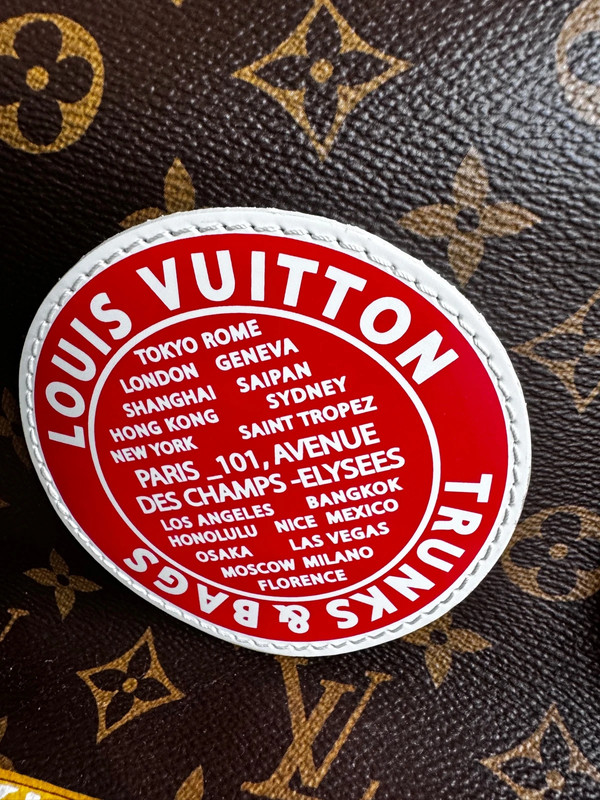 LOUIS VUITTON
TOKYO ROME
LONDON GENEVA
SHANGHAI SAIPAN
HONG KONG SYDNEY
NEW YORK SAINT TROPEZ
PARIS _101, AVENUE
DES CHAMPS-ELYSEES
LOS ANGELES BANGKOK
HONOLULU NICE MEXICO
OSAKA LAS VEGAS
MOSCOW MILANO
FLORENCE
TRUNKS & BAGS
LV